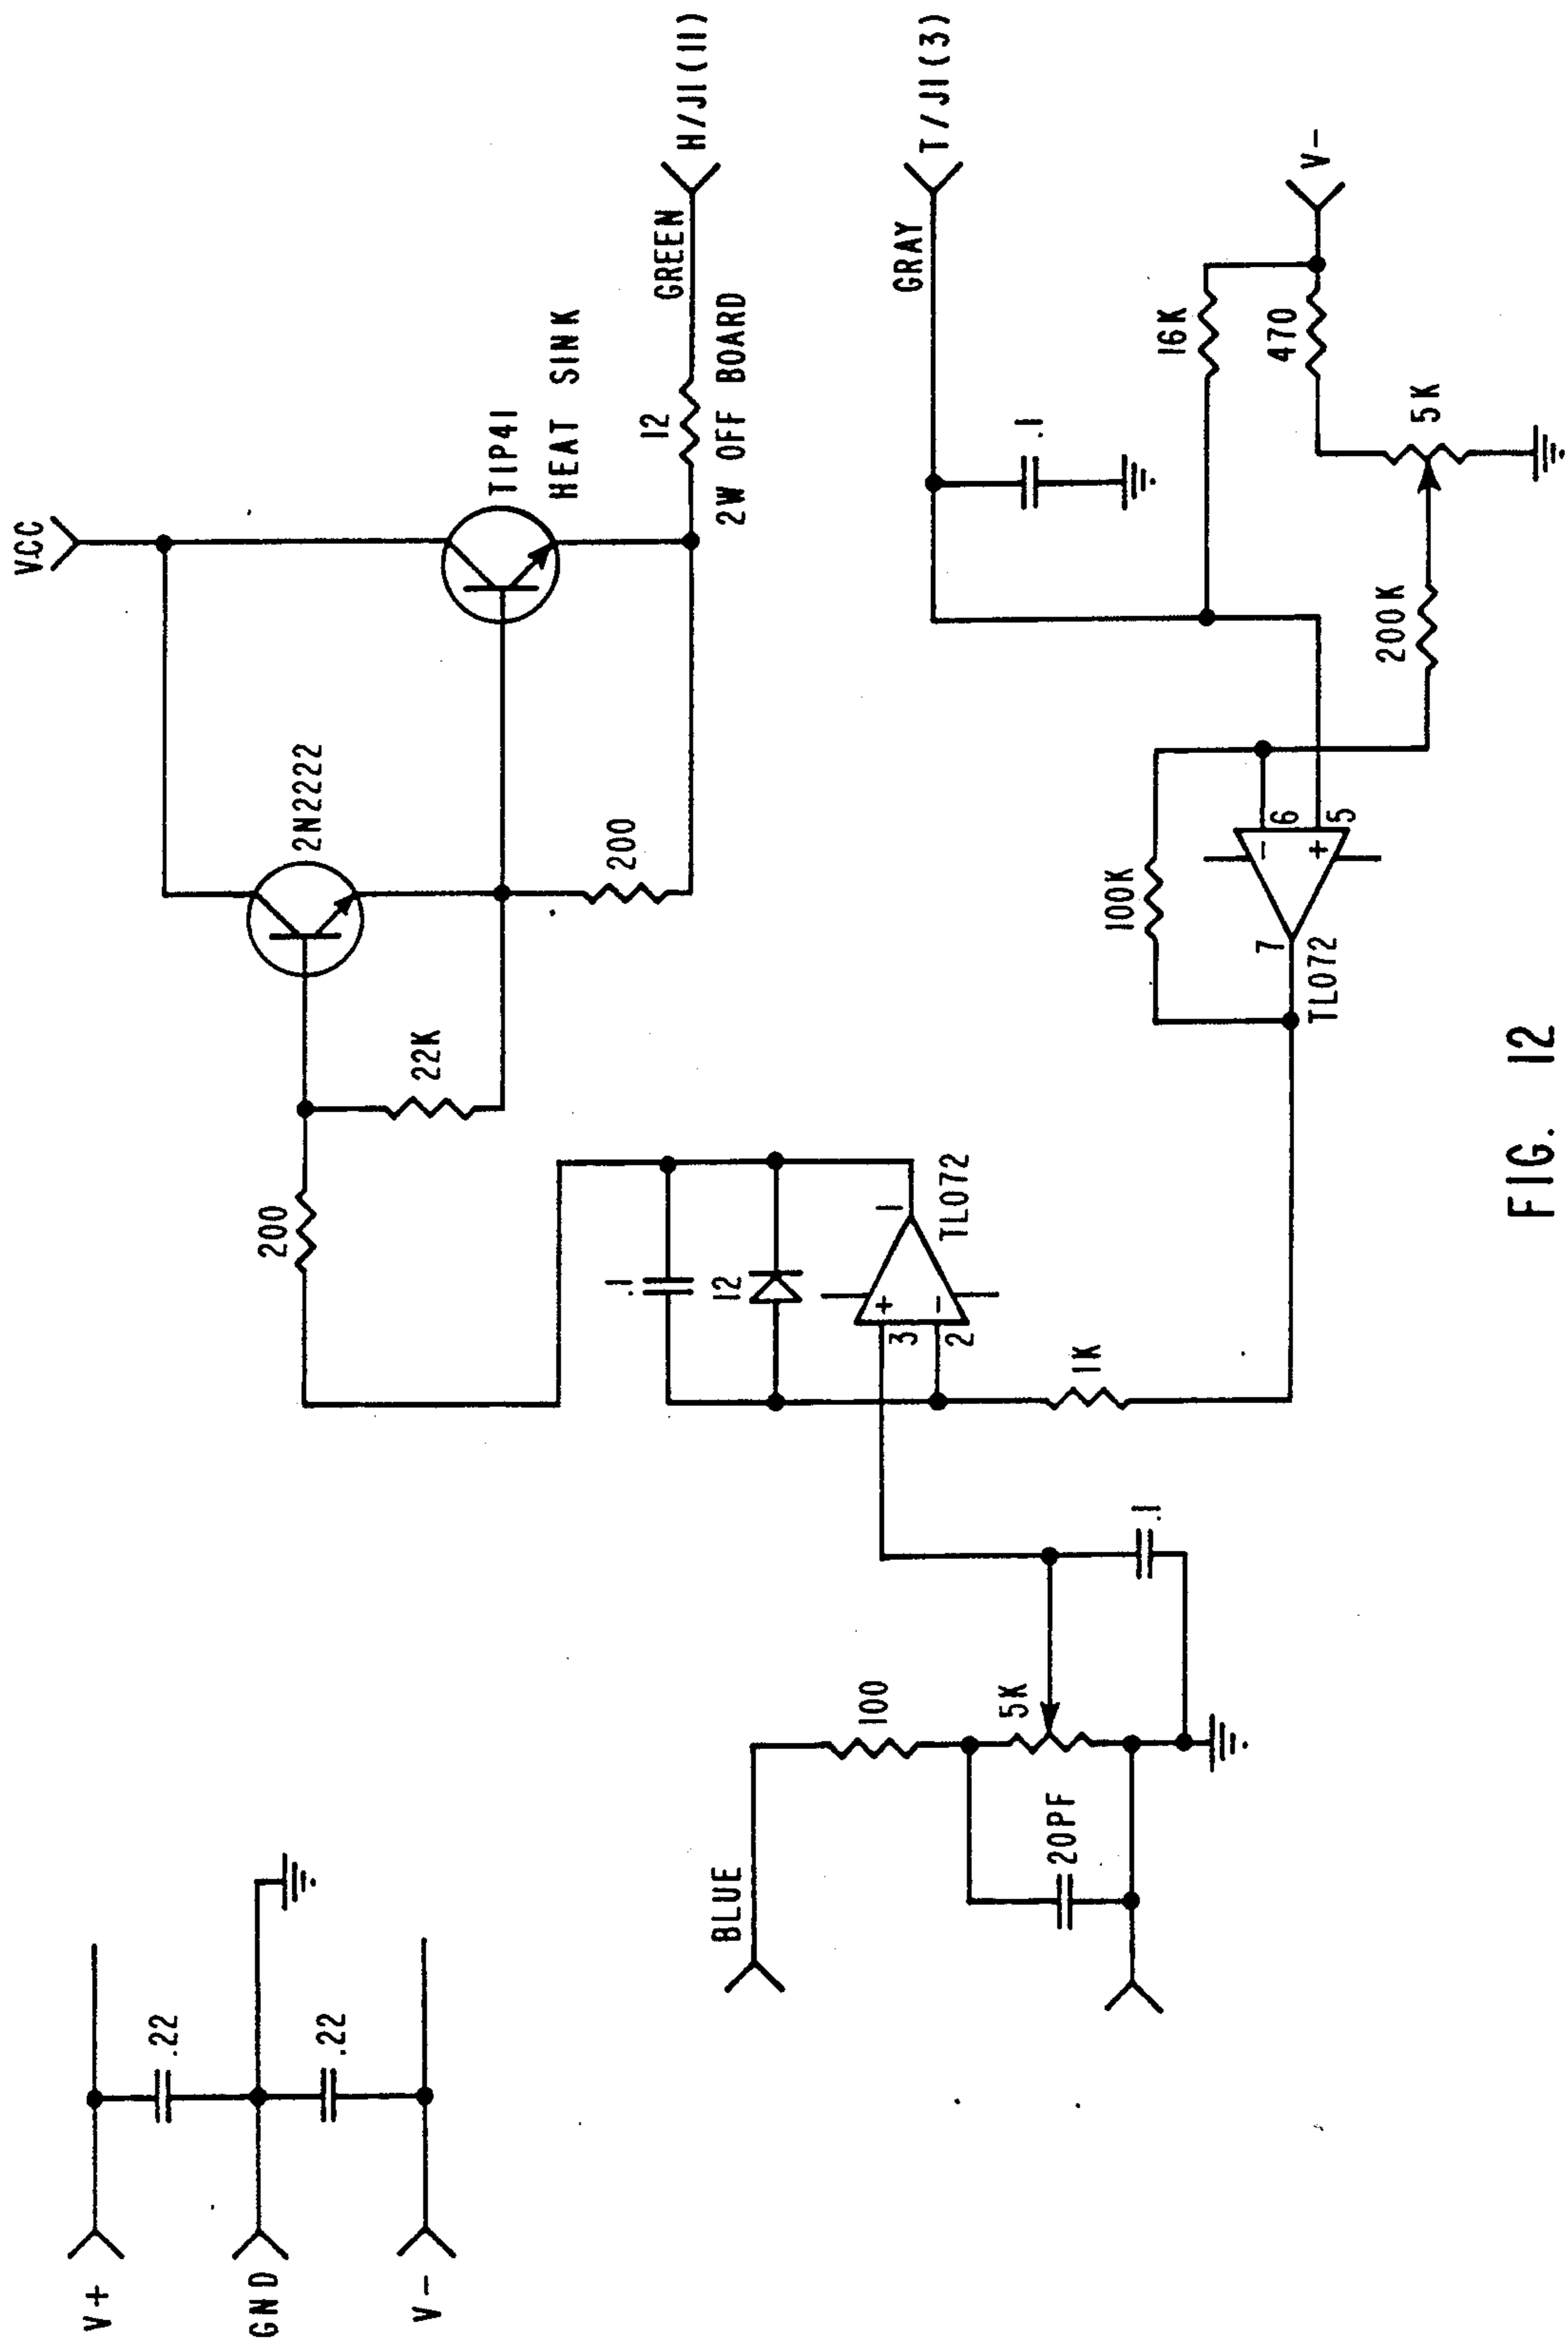 VCC
2N2222
TIP41
HEAT SINK
12
GREEN
H/J1(11)
2W OFF BOARD
200
22K
200
.1
12
3
+
2
-
1
TL072
1K
GRAY
T/J1(3)
.1
16K
470
V-
5K
200K
100K
6
-
5
+
7
TL072
V+
.22
GND
.22
V-
BLUE
100
5K
20PF
.1
FIG. 12